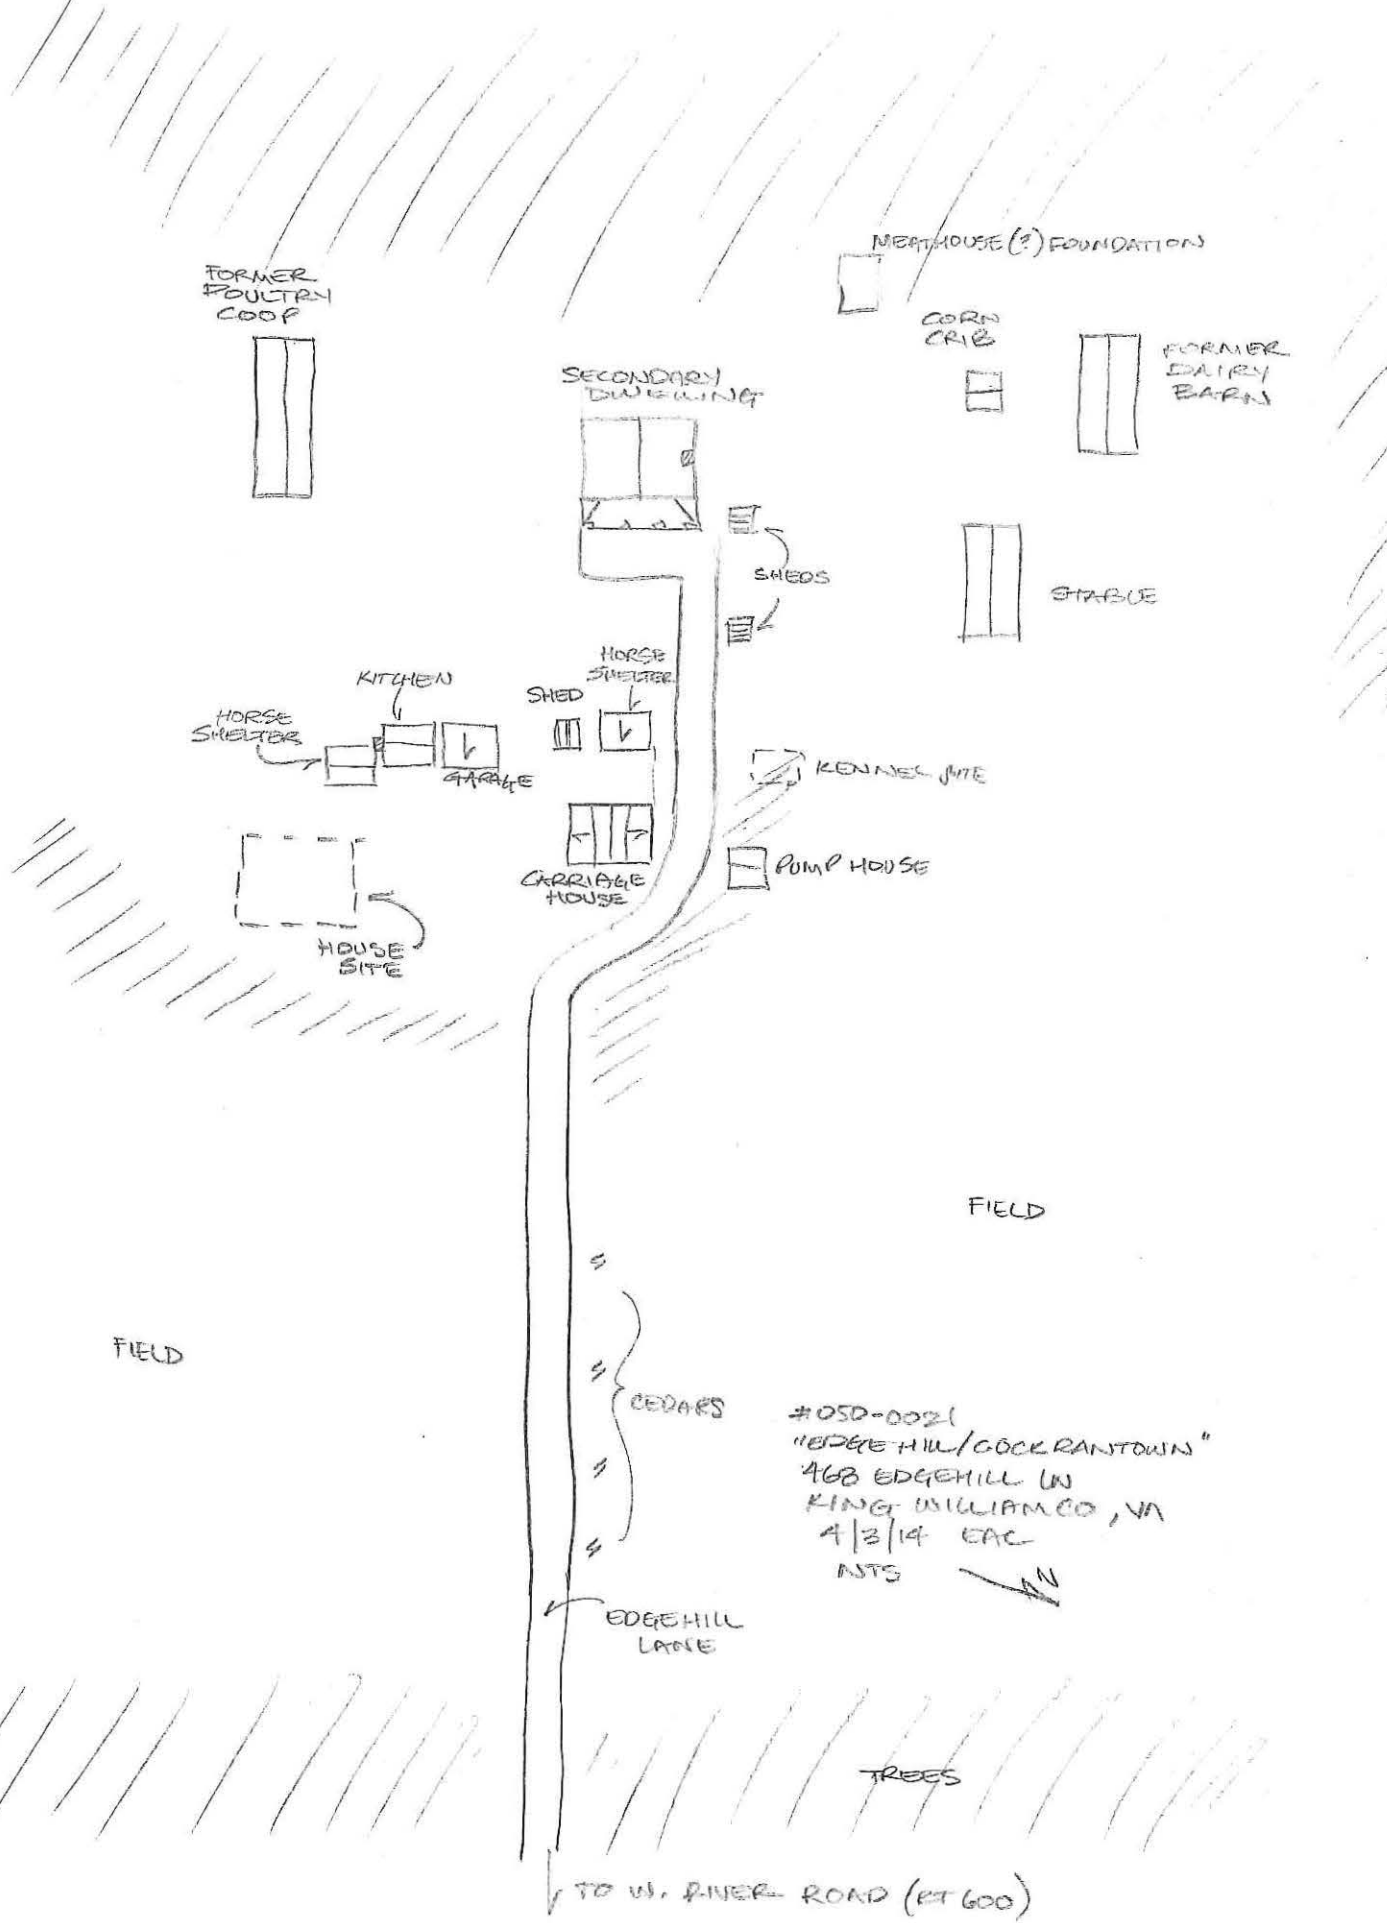 MEATHOUSE(?) FOUNDATION
FORMER
POULTRY
COOP
CORN
CRIB
FORMER
DAIRY
BARN
SECONDARY
DWELLING
SHEDS
STABLE
HORSE
SHELTER
KITCHEN
SHED
HORSE
SHELTER
GARAGE
KENNEL SITE
CARRIAGE
HOUSE
PUMP HOUSE
HOUSE
SITE
FIELD
FIELD
CEDARS
#050-0021
"EDGE HILL/COCKRANTOWN"
468 EDGEHILL LN
KING WILLIAM CO, VA
4/3/14 EAC
NTS
N
EDGEHILL
LANE
TREES
TO W. RIVER ROAD (RT 600)